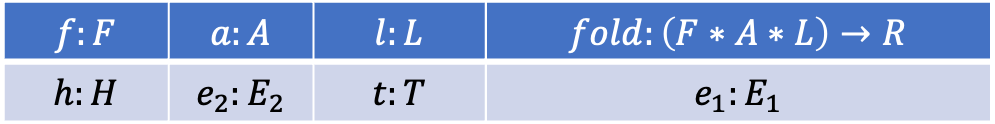 f: F a: A l: L fold: (F * A * L) → R
h: H e₂: E₂ t: T e₁: E₁